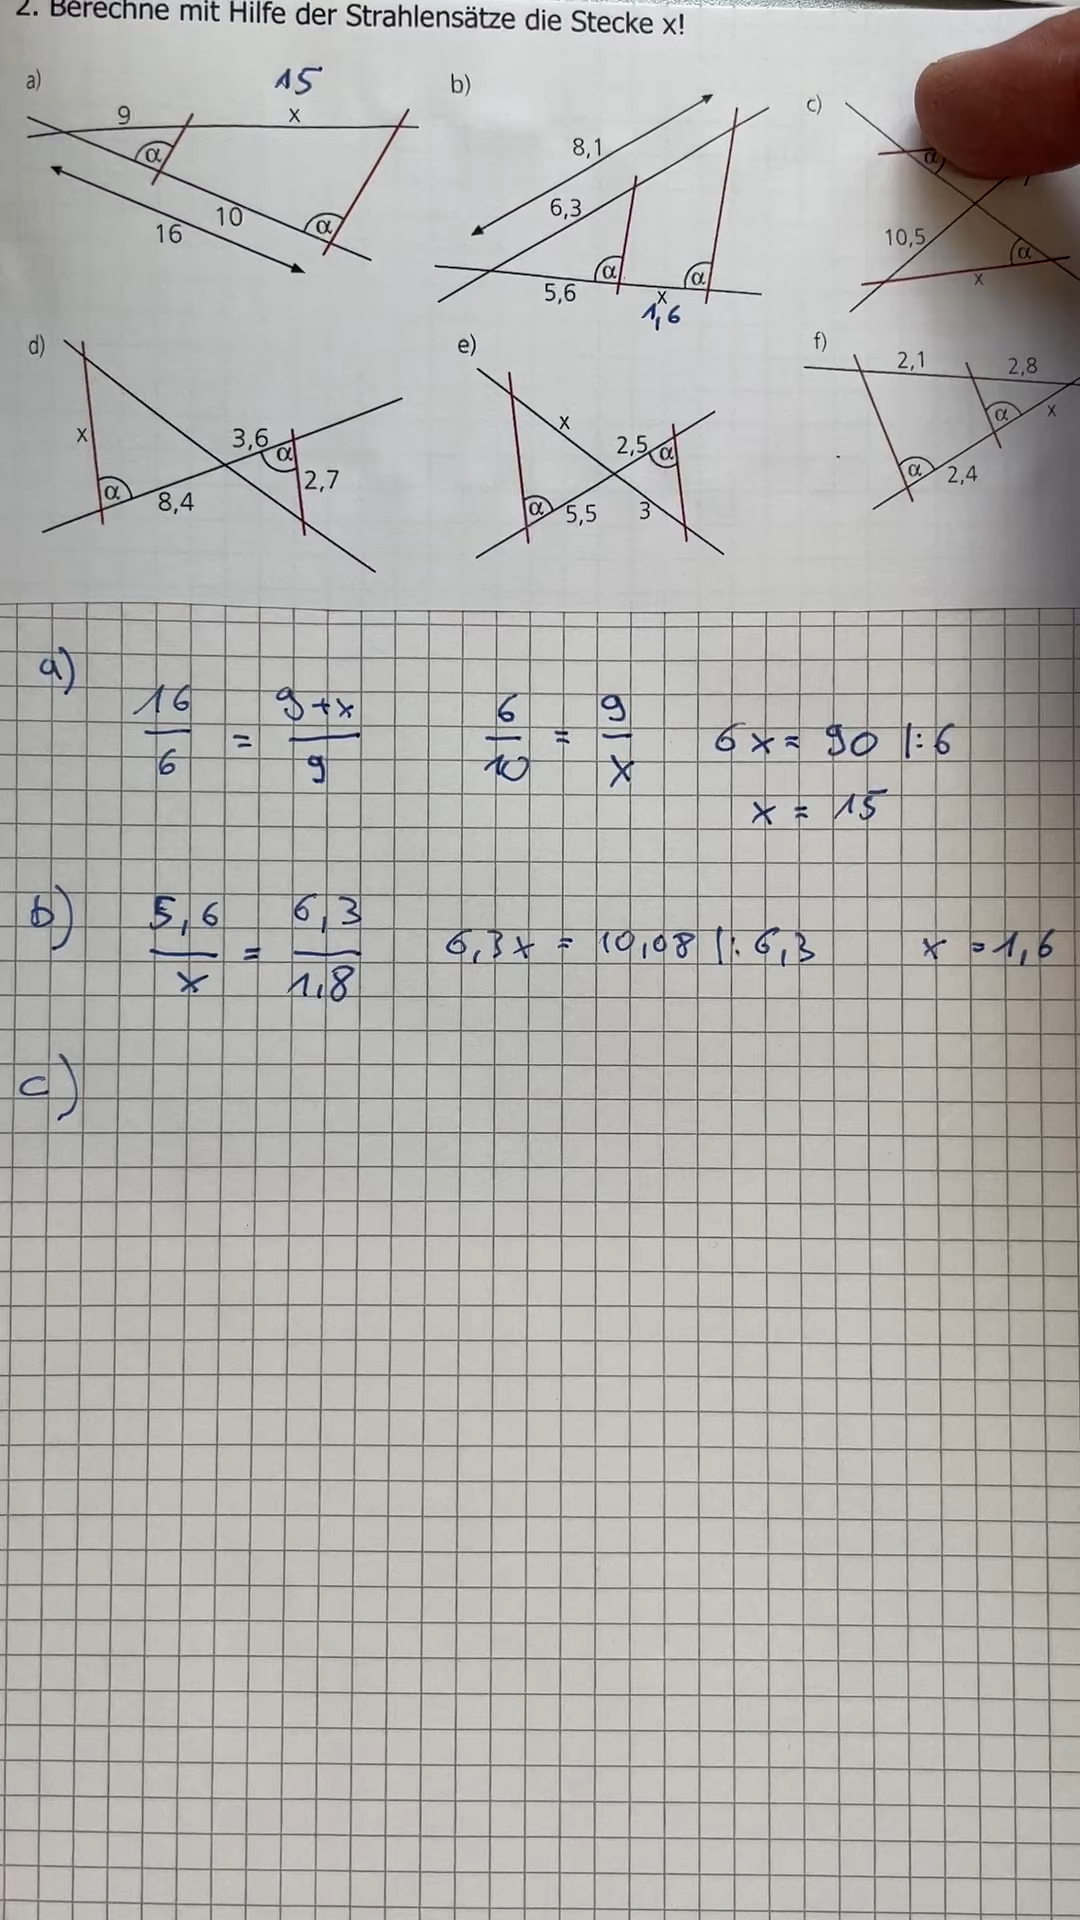 2. Berechne mit Hilfe der Strahlensätze die Stecke x!
a)
15
9
x
α
10
α
16
b)
8,1
6,3
α
α
5,6
x
1,6
c)
α
10,5
α
x
d)
x
3,6
α
α
2,7
8,4
e)
x
2,5
α
α
5,5
3
f)
2,1
2,8
α
x
α
2,4
a)
16/6 = 9+x/9 6/10 = 9/x 6x = 90 |:6
x = 15
b) 5,6/x = 6,3/1,8 6,3x = 10,08 |: 6,3 x = 1,6
c)